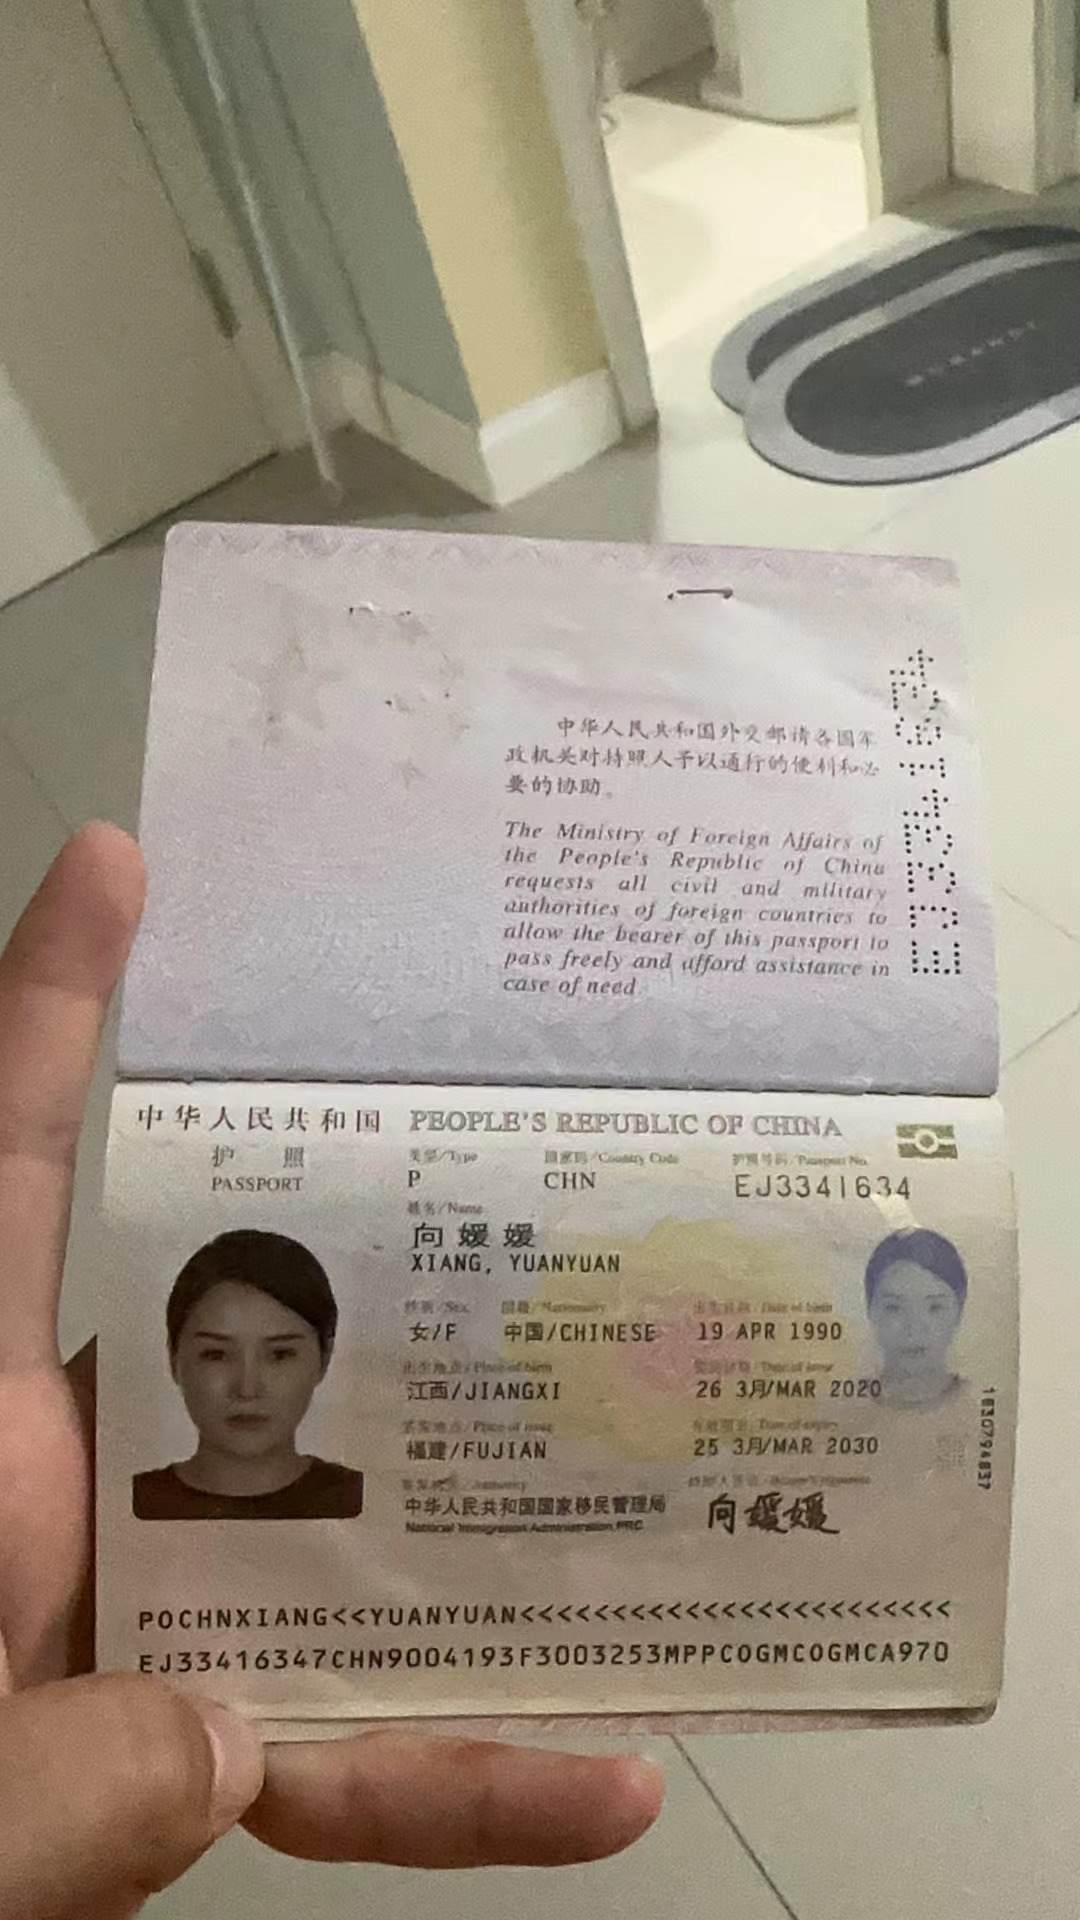 中华人民共和国外交部请各国军
政机关对持照人予以通行的便利和必
要的协助。
The Ministry of Foreign Affairs of
the People's Republic of China
requests all civil and military
authorities of foreign countries to
allow the bearer of this passport to
pass freely and afford assistance in
case of need.
EJ3341634
中华人民共和国 PEOPLE'S REPUBLIC OF CHINA
护照 类型/Type 国家码/Country Code 护照号码/Passport No.
PASSPORT P CHN EJ3341634
姓名/Name
向媛媛
XIANG, YUANYUAN
性别/Sex 国籍/Nationality 出生日期/Date of birth
女/F 中国/CHINESE 19 APR 1990
出生地点/Place of birth 签发日期/Date of issue
江西/JIANGXI 26 3月/MAR 2020
签发地点/Place of issue 有效期至/Date of expiry
福建/FUJIAN 25 3月/MAR 2030
签发机关/Authority 持照人签名/Bearer's signature
中华人民共和国国家移民管理局 向媛媛
National Immigration Administration, PRC
1830794837
POCHNXIANG<<YUANYUAN<<<<<<<<<<<<<<<<<<<<<<<<
EJ33416347CHN9004193F3003253MPPCOGMCOGMCA970